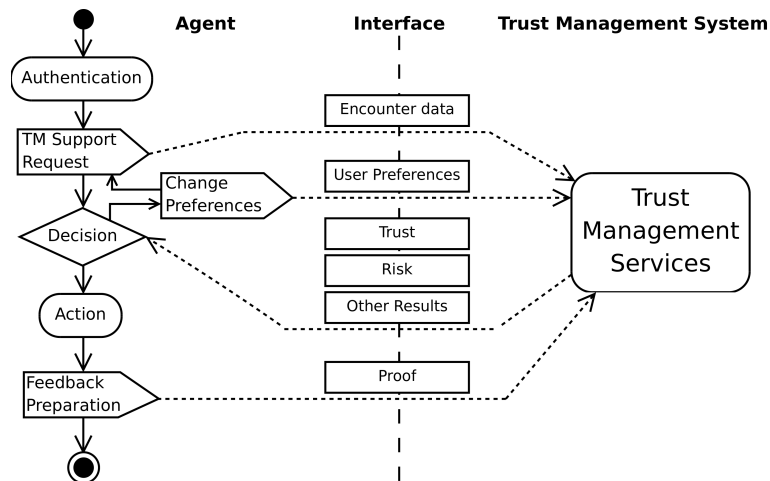 Agent
Interface
Trust Management System
Authentication
Encounter data
TM Support
Request
User Preferences
Change
Preferences
Trust
Management
Services
Trust
Decision
Risk
Other Results
Action
Proof
Feedback
Preparation